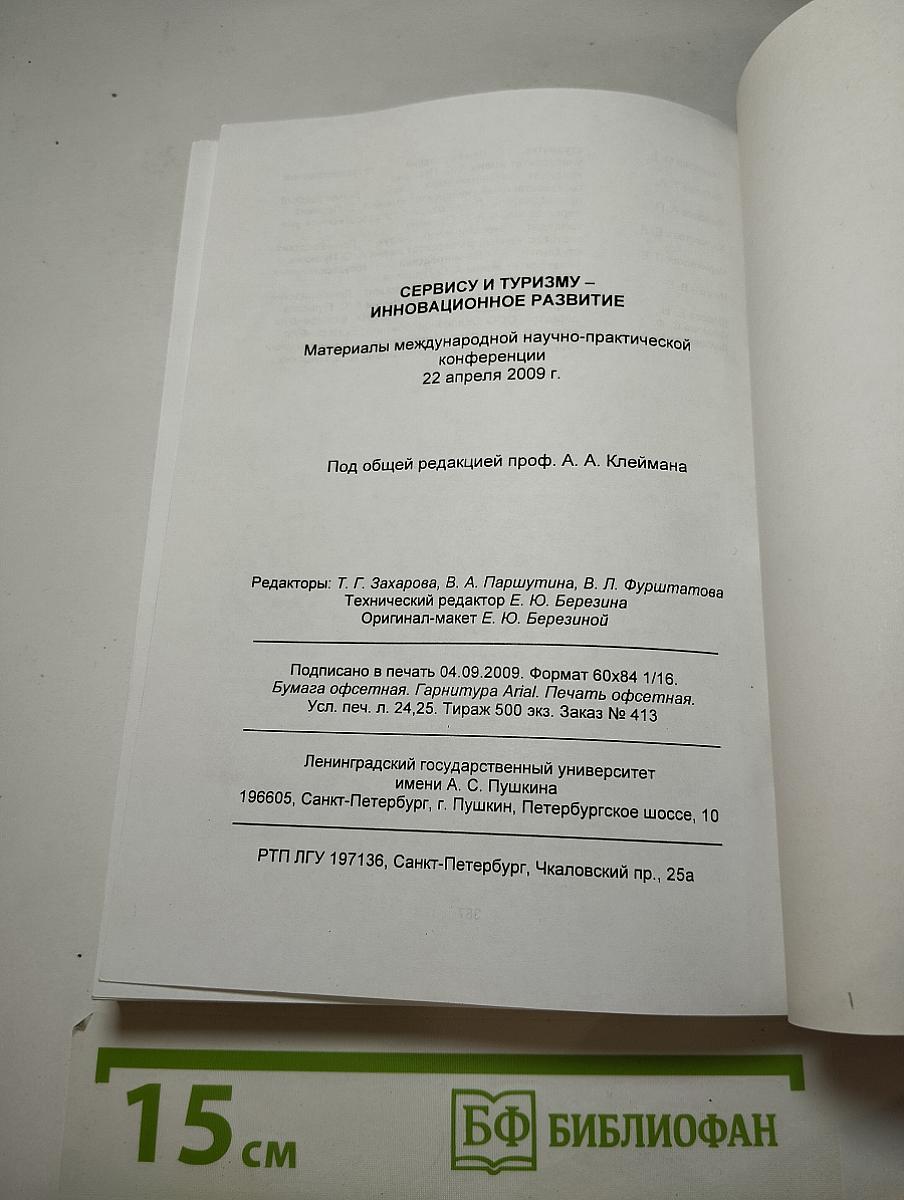 СЕРВИСУ И ТУРИЗМУ –
ИННОВАЦИОННОЕ РАЗВИТИЕ
Материалы международной научно-практической
конференции
22 апреля 2009 г.
Под общей редакцией проф. А. А. Клеймана
Редакторы: Т. Г. Захарова, В. А. Паршутина, В. Л. Фурштатова
Технический редактор Е. Ю. Березина
Оригинал-макет Е. Ю. Березиной
Подписано в печать 04.09.2009. Формат 60х84 1/16.
Бумага офсетная. Гарнитура Arial. Печать офсетная.
Усл. печ. л. 24,25. Тираж 500 экз. Заказ № 413
Ленинградский государственный университет
имени А. С. Пушкина
196605, Санкт-Петербург, г. Пушкин, Петербургское шоссе, 10
РТП ЛГУ 197136, Санкт-Петербург, Чкаловский пр., 25а
15 см
БФ БИБЛИОФАН